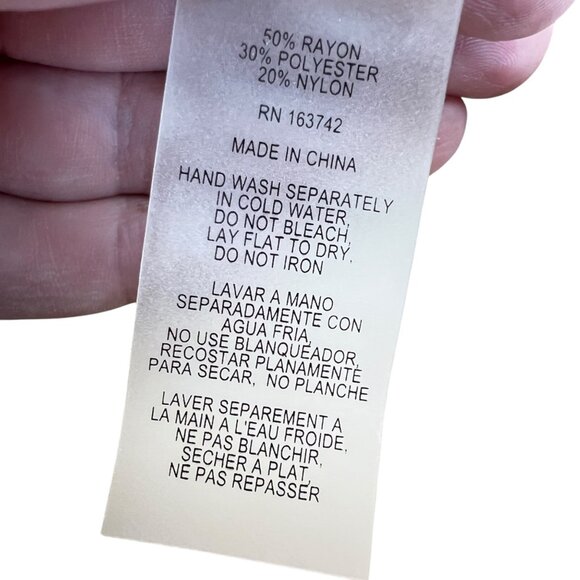 50% RAYON
30% POLYESTER
20% NYLON
RN 163742
MADE IN CHINA
HAND WASH SEPARATELY
IN COLD WATER,
DO NOT BLEACH,
LAY FLAT TO DRY.
DO NOT IRON
LAVAR A MANO
SEPARADAMENTE CON
AGUA FRIA,
NO USE BLANQUEADOR,
RECOSTAR PLANAMENTE
PARA SECAR, NO PLANCHE
LAVER SEPAREMENT A
LA MAIN A L'EAU FROIDE,
NE PAS BLANCHIR,
SECHER A PLAT,
NE PAS REPASSER